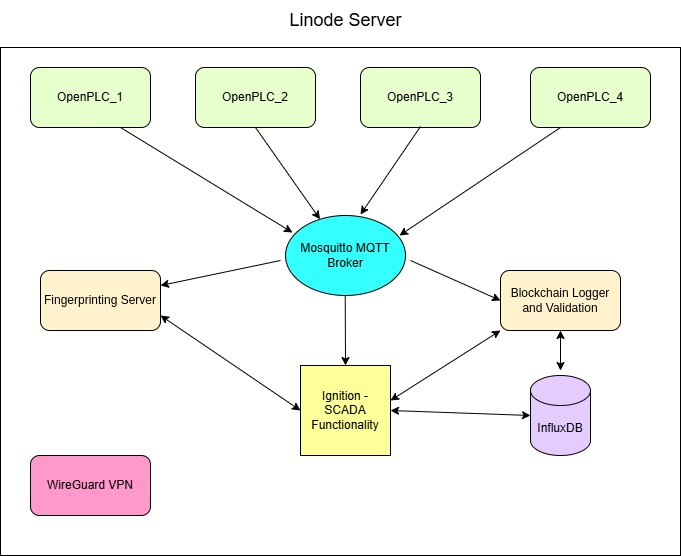 Linode Server
OpenPLC_1
OpenPLC_2
OpenPLC_3
OpenPLC_4
Mosquitto MQTT
Broker
Fingerprinting Server
Blockchain Logger
and Validation
Ignition -
SCADA
Functionality
InfluxDB
WireGuard VPN